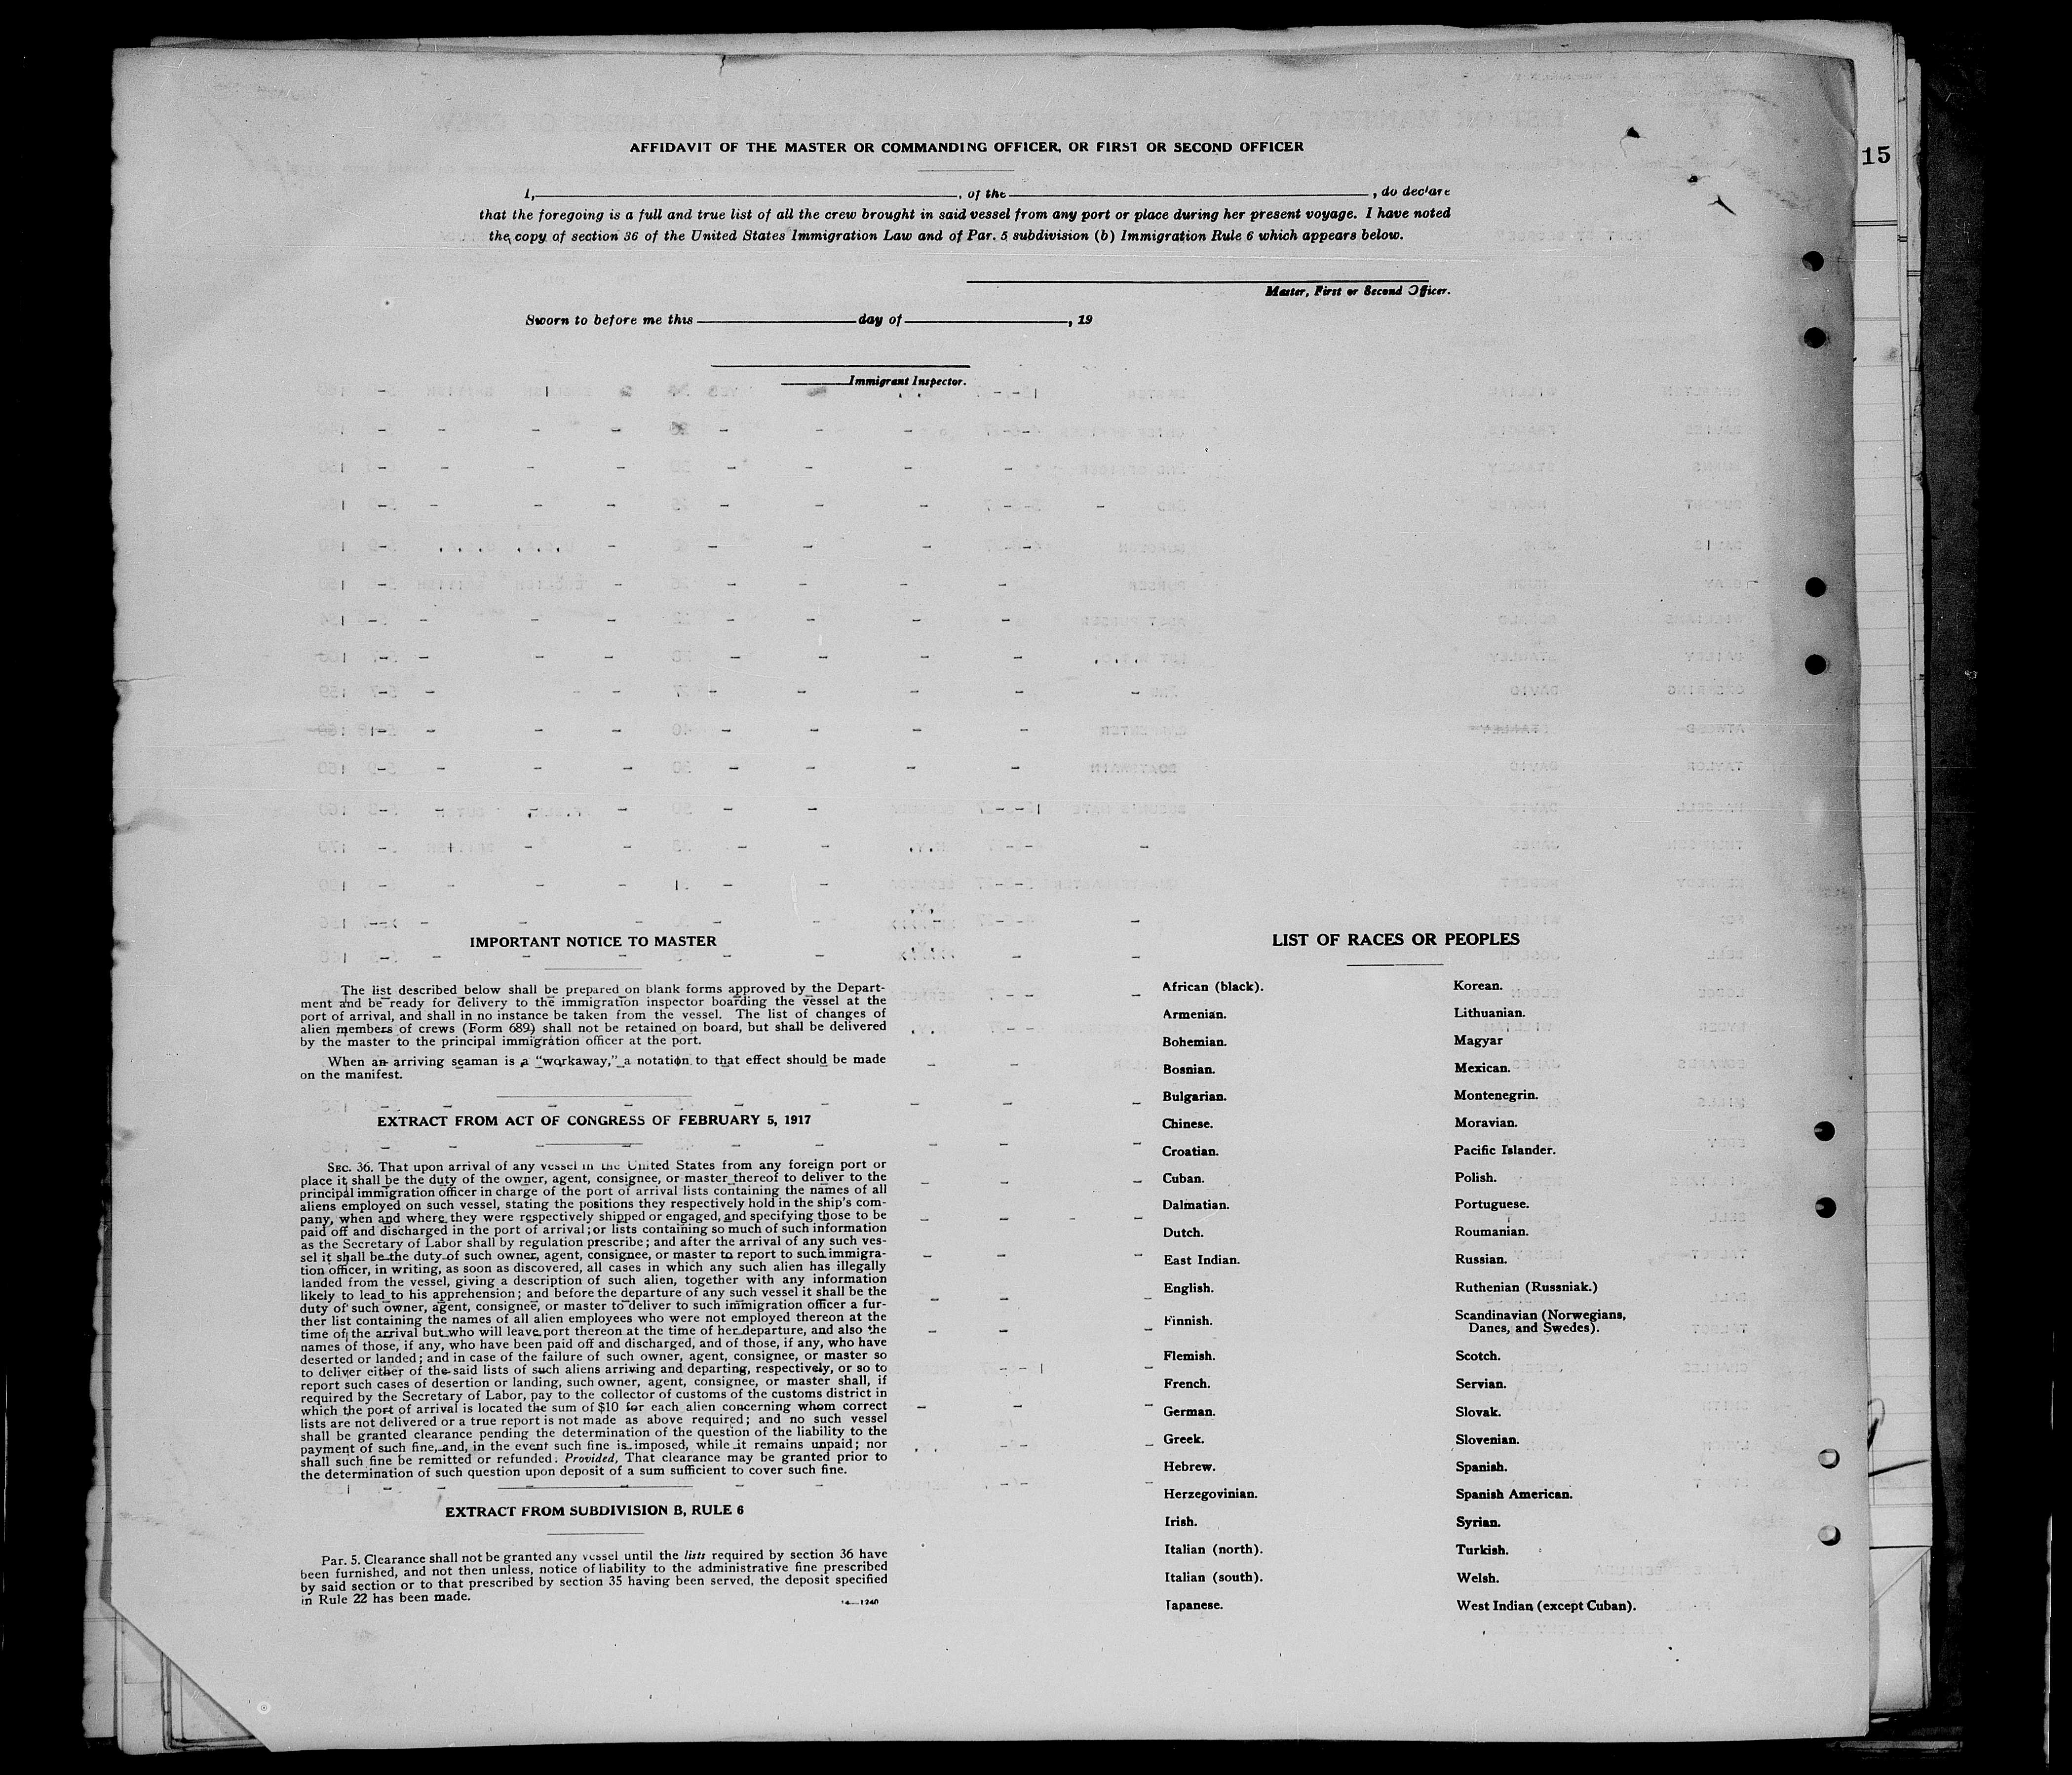 AFFIDAVIT OF THE MASTER OR COMMANDING OFFICER, OR FIRST OR SECOND OFFICER
I, , of the , do declare
that the foregoing is a full and true list of all the crew brought in said vessel from any port or place during her present voyage. I have noted
the copy of section 36 of the United States Immigration Law and of Par. 5 subdivision (b) Immigration Rule 6 which appears below.
Master, First or Second Officer.
Sworn to before me this day of , 19
Immigrant Inspector.
15
IMPORTANT NOTICE TO MASTER
The list described below shall be prepared on blank forms approved by the Depart-
ment and be ready for delivery to the immigration inspector boarding the vessel at the
port of arrival, and shall in no instance be taken from the vessel. The list of changes of
alien members of crews (Form 689) shall not be retained on board, but shall be delivered
by the master to the principal immigration officer at the port.
When an arriving seaman is a "workaway," a notation to that effect should be made
on the manifest.
EXTRACT FROM ACT OF CONGRESS OF FEBRUARY 5, 1917
SEC. 36. That upon arrival of any vessel in the United States from any foreign port or
place it shall be the duty of the owner, agent, consignee, or master thereof to deliver to the
principal immigration officer in charge of the port of arrival lists containing the names of all
aliens employed on such vessel, stating the positions they respectively hold in the ship's com-
pany, when and where they were respectively shipped or engaged, and specifying those to be
paid off and discharged in the port of arrival; or lists containing so much of such information
as the Secretary of Labor shall by regulation prescribe; and after the arrival of any such ves-
sel it shall be the duty of such owner, agent, consignee, or master to report to such immigra-
tion officer, in writing, as soon as discovered, all cases in which any such alien has illegally
landed from the vessel, giving a description of such alien, together with any information
likely to lead to his apprehension; and before the departure of any such vessel it shall be the
duty of such owner, agent, consignee, or master to deliver to such immigration officer a fur-
ther list containing the names of all alien employees who were not employed thereon at the
time of the arrival but who will leave port thereon at the time of her departure, and also the
names of those, if any, who have been paid off and discharged, and of those, if any, who have
deserted or landed; and in case of the failure of such owner, agent, consignee, or master so
to deliver either of the said lists of such aliens arriving and departing, respectively, or so to
report such cases of desertion or landing, such owner, agent, consignee, or master shall, if
required by the Secretary of Labor, pay to the collector of customs of the customs district in
which the port of arrival is located the sum of $10 for each alien concerning whom correct
lists are not delivered or a true report is not made as above required; and no such vessel
shall be granted clearance pending the determination of the question of the liability to the
payment of such fine, and, in the event such fine is imposed, while it remains unpaid; nor
shall such fine be remitted or refunded. Provided, That clearance may be granted prior to
the determination of such question upon deposit of a sum sufficient to cover such fine.
EXTRACT FROM SUBDIVISION B, RULE 6
Par. 5. Clearance shall not be granted any vessel until the lists required by section 36 have
been furnished, and not then unless, notice of liability to the administrative fine prescribed
by said section or to that prescribed by section 35 having been served, the deposit specified
in Rule 22 has been made.
LIST OF RACES OR PEOPLES
African (black).
Armenian.
Bohemian.
Bosnian.
Bulgarian.
Chinese.
Croatian.
Cuban.
Dalmatian.
Dutch.
East Indian.
English.
Finnish.
Flemish.
French.
German.
Greek.
Hebrew.
Herzegovinian.
Irish.
Italian (north).
Italian (south).
Japanese.
Korean.
Lithuanian.
Magyar
Mexican.
Montenegrin.
Moravian.
Pacific Islander.
Polish.
Portuguese.
Roumanian.
Russian.
Ruthenian (Russniak.)
Scandinavian (Norwegians,
Danes, and Swedes).
Scotch.
Servian.
Slovak.
Slovenian.
Spanish.
Spanish American.
Syrian.
Turkish.
Welsh.
West Indian (except Cuban).